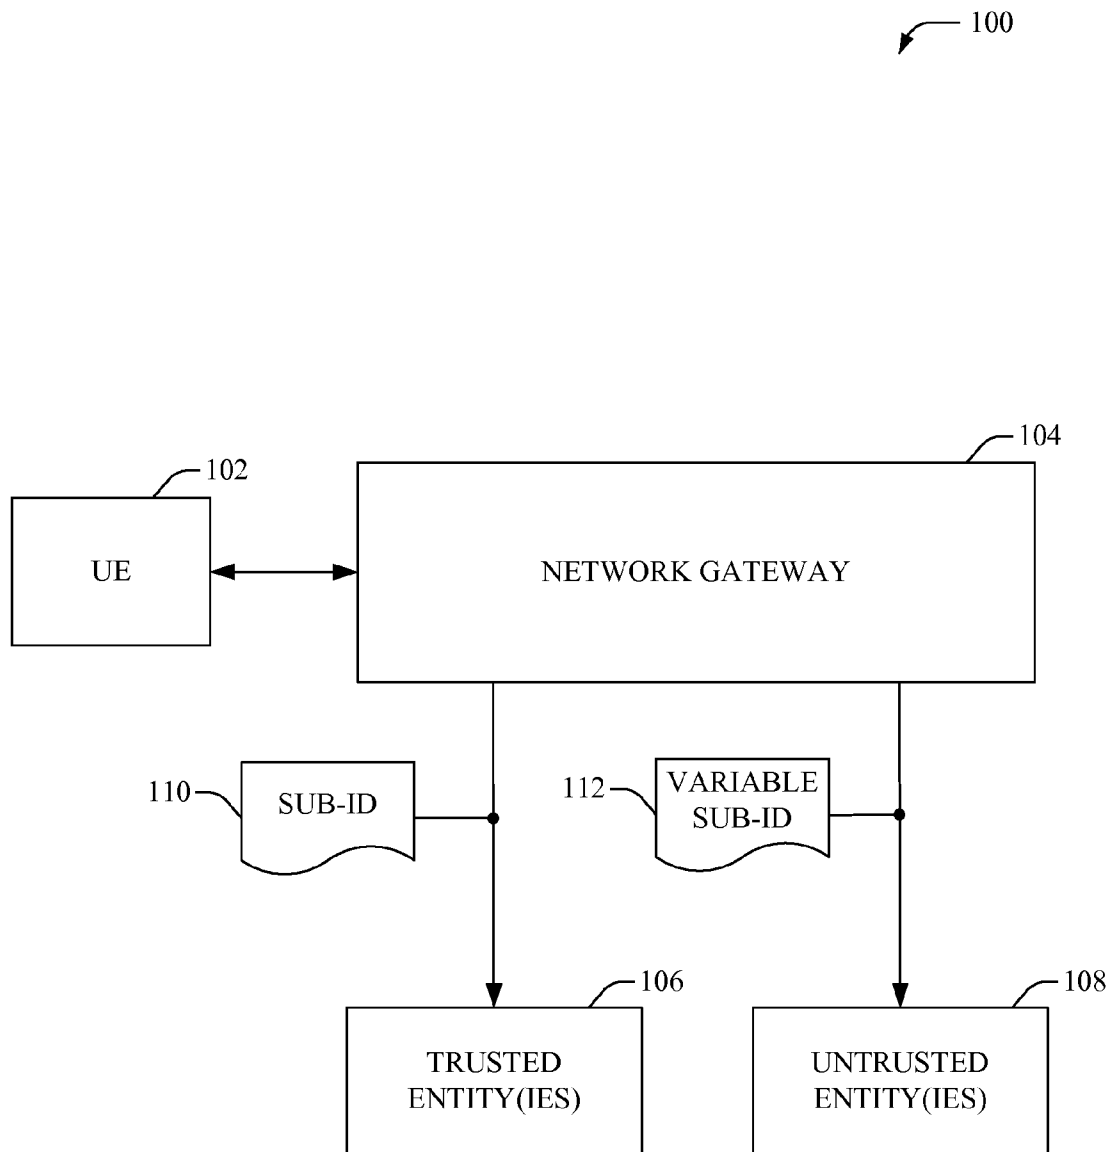 100
104
102
UE
NETWORK GATEWAY
110
SUB-ID
112
VARIABLE
SUB-ID
106
108
TRUSTED
ENTITY(IES)
UNTRUSTED
ENTITY(IES)